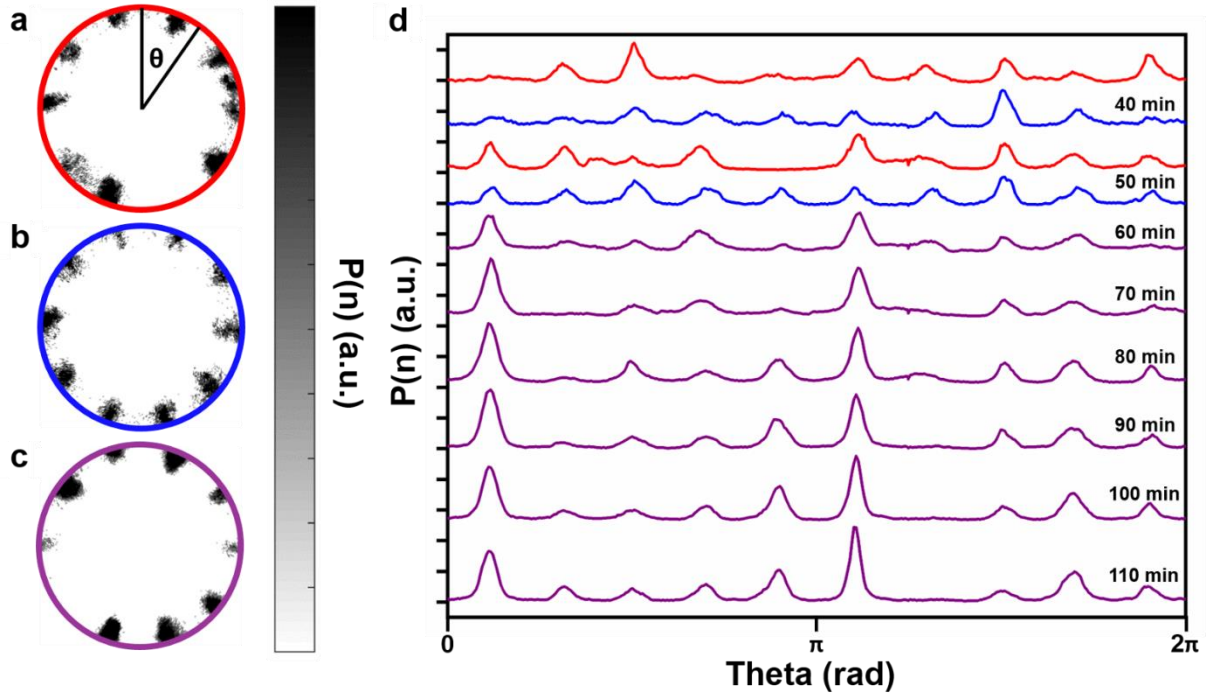 a
θ
b
c
P(n) (a.u.)
d
P(n) (a.u.)
40 min
50 min
60 min
70 min
80 min
90 min
100 min
110 min
0
π
2π
Theta (rad)